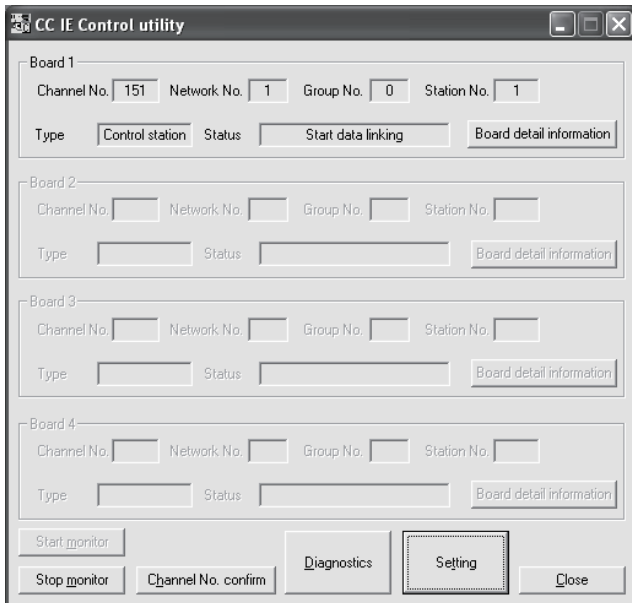 CC IE Control utility
Board 1
Channel No. 151 Network No. 1 Group No. 0 Station No. 1
Type Control station Status Start data linking Board detail information
Board 2
Channel No. Network No. Group No. Station No.
Type Status Board detail information
Board 3
Channel No. Network No. Group No. Station No.
Type Status Board detail information
Board 4
Channel No. Network No. Group No. Station No.
Type Status Board detail information
Start monitor
Stop monitor Channel No. confirm Diagnostics Setting Close